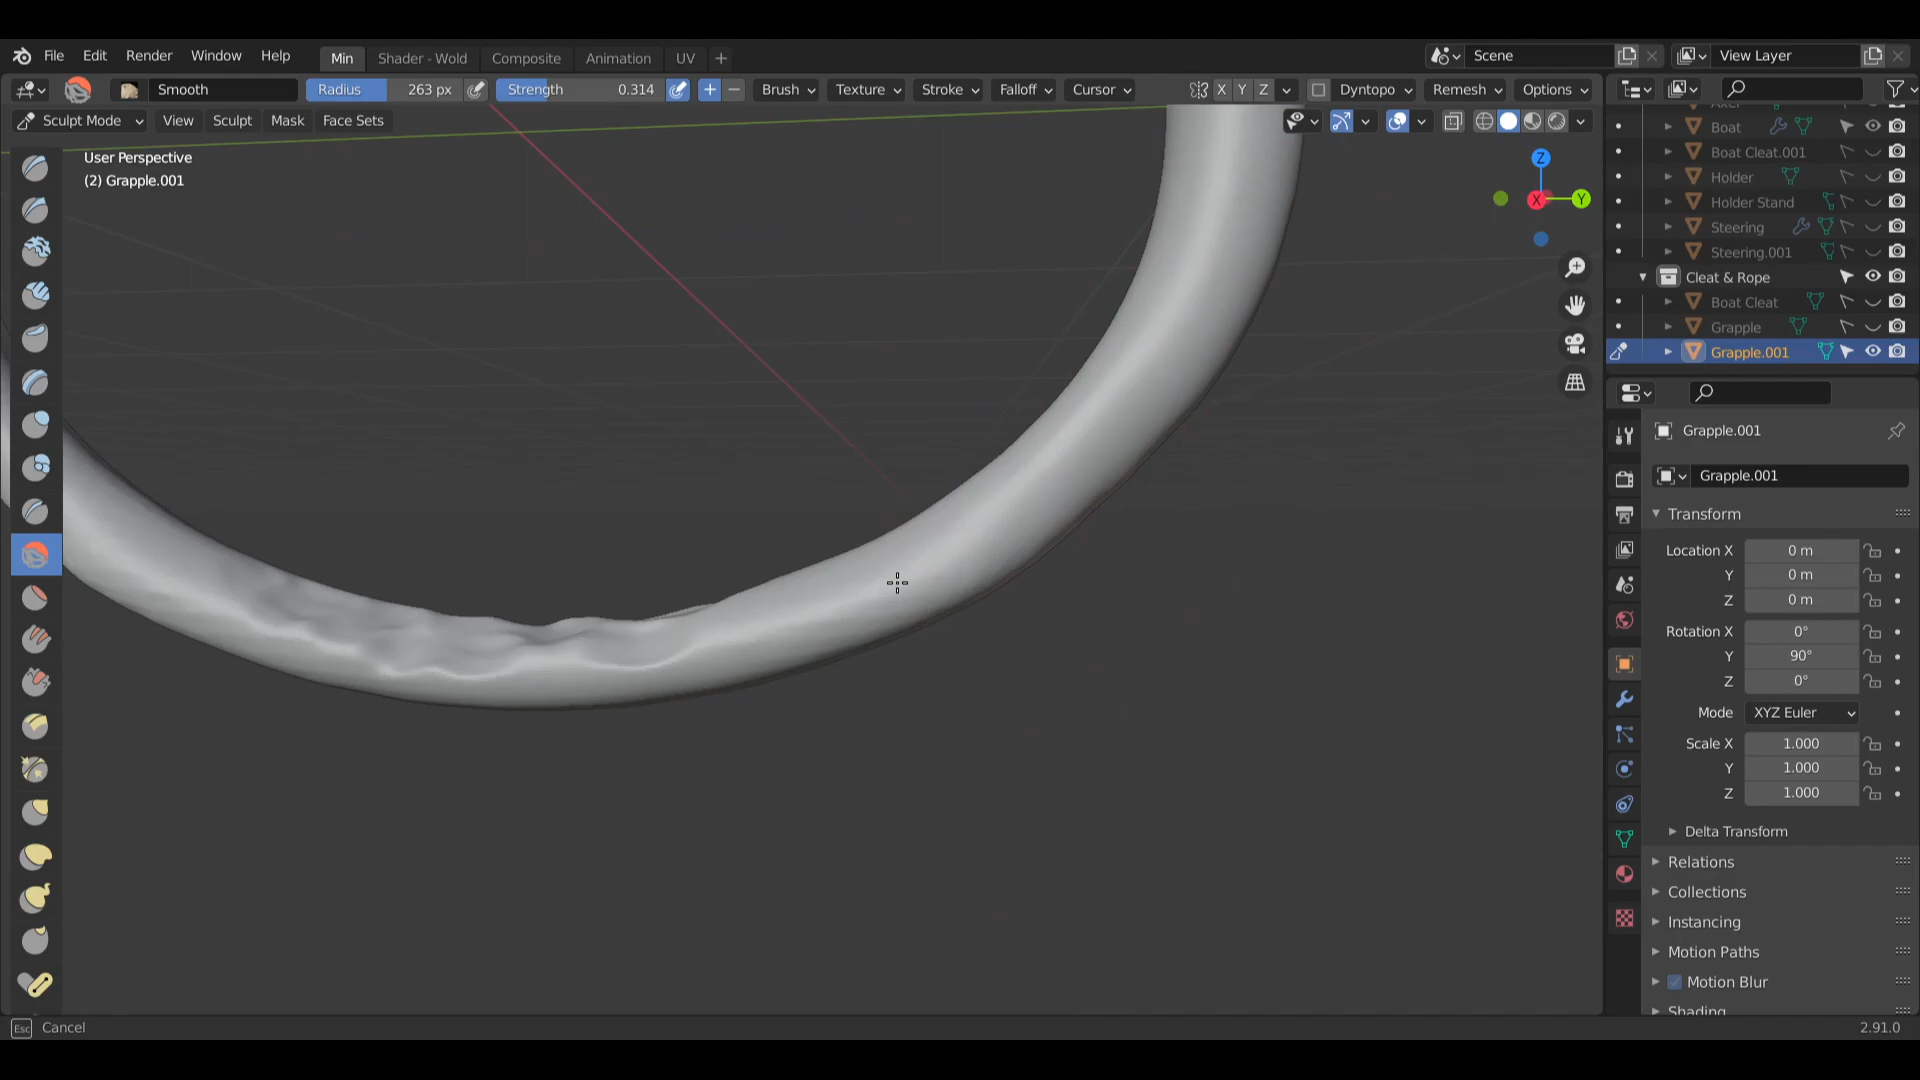 File Edit Render Window Help Min Shader - Wold Composite Animation UV Scene View Layer
Smooth Radius 263 px Strength 0.314 Brush Texture Stroke Falloff Cursor X Y Z Dyntopo Remesh Options
Sculpt Mode View Sculpt Mask Face Sets
User Perspective
(2) Grapple.001
Z
X Y
Boat
Boat Cleat.001
Holder
Holder Stand
Steering
Steering.001
Cleat & Rope
Boat Cleat
Grapple
Grapple.001
Grapple.001
Grapple.001
Transform
Location X 0 m
Y 0 m
Z 0 m
Rotation X 0°
Y 90°
Z 0°
Mode XYZ Euler
Scale X 1.000
Y 1.000
Z 1.000
Delta Transform
Relations
Collections
Instancing
Motion Paths
Motion Blur
Shading
Esc Cancel
2.91.0